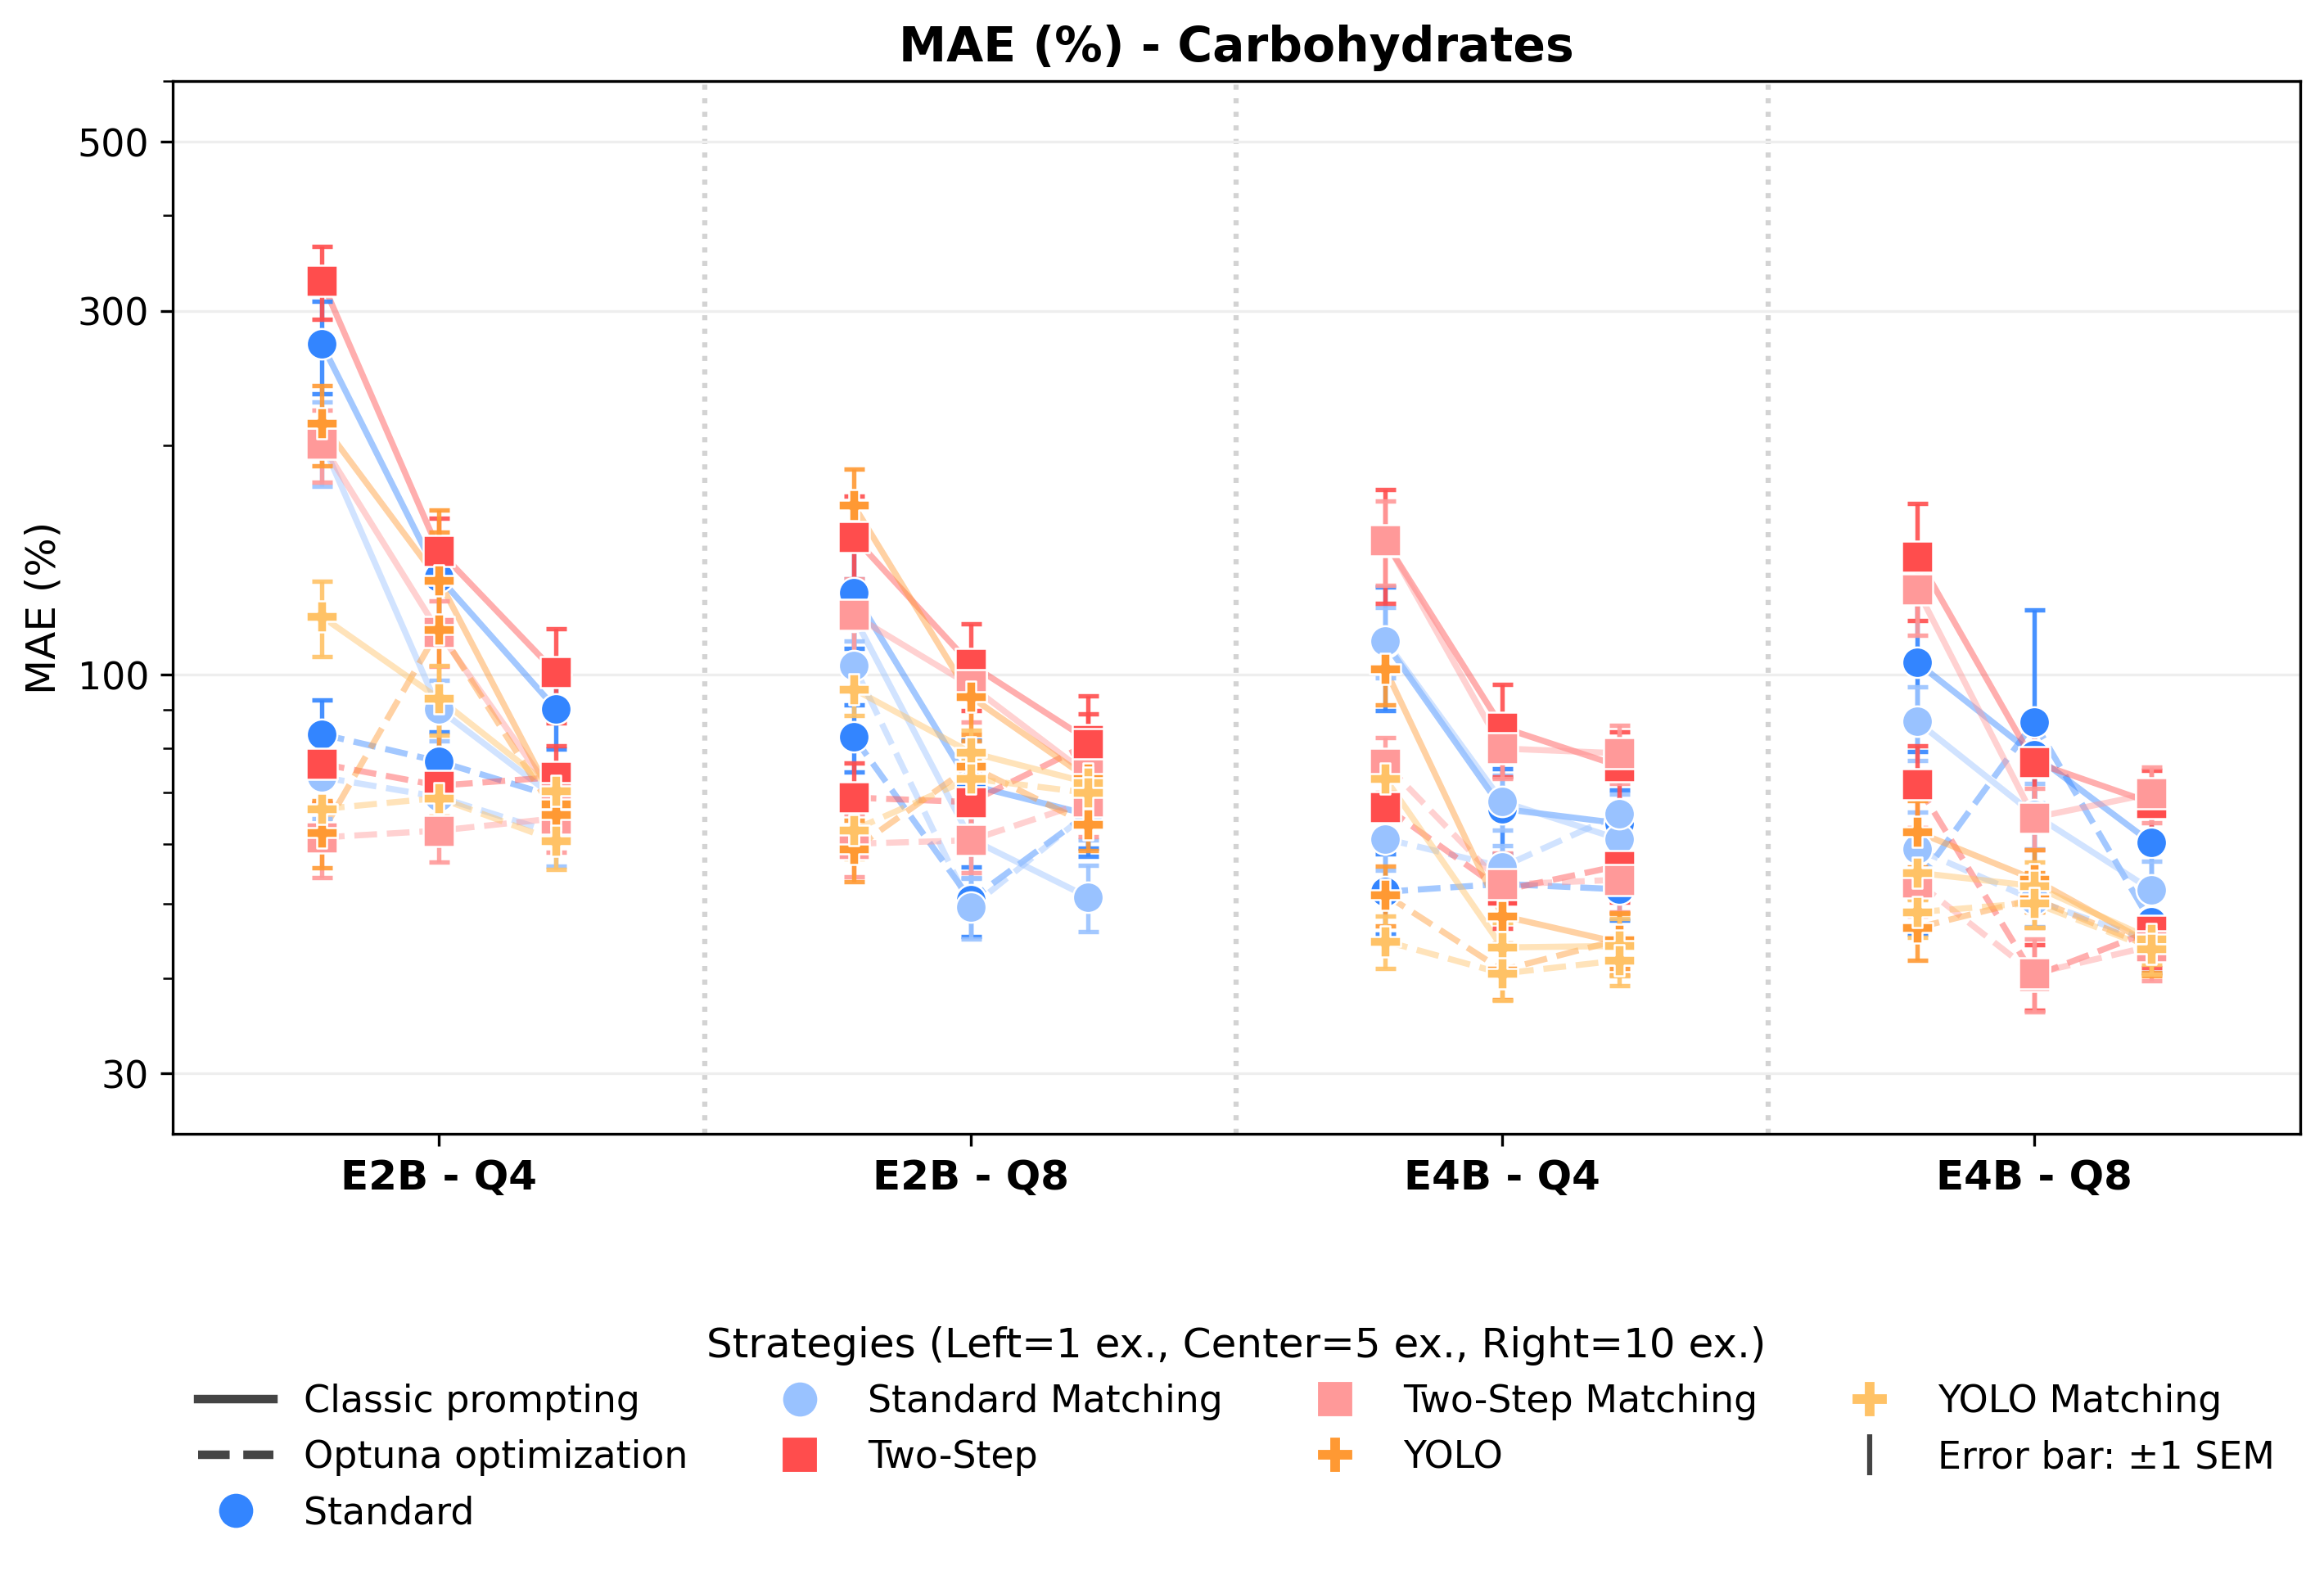 MAE (%) - Carbohydrates
MAE (%)
500
300
100
30
E2B - Q4
E2B - Q8
E4B - Q4
E4B - Q8
Strategies (Left=1 ex., Center=5 ex., Right=10 ex.)
Classic prompting
Optuna optimization
Standard
Standard Matching
Two-Step
Two-Step Matching
YOLO
YOLO Matching
Error bar: ±1 SEM